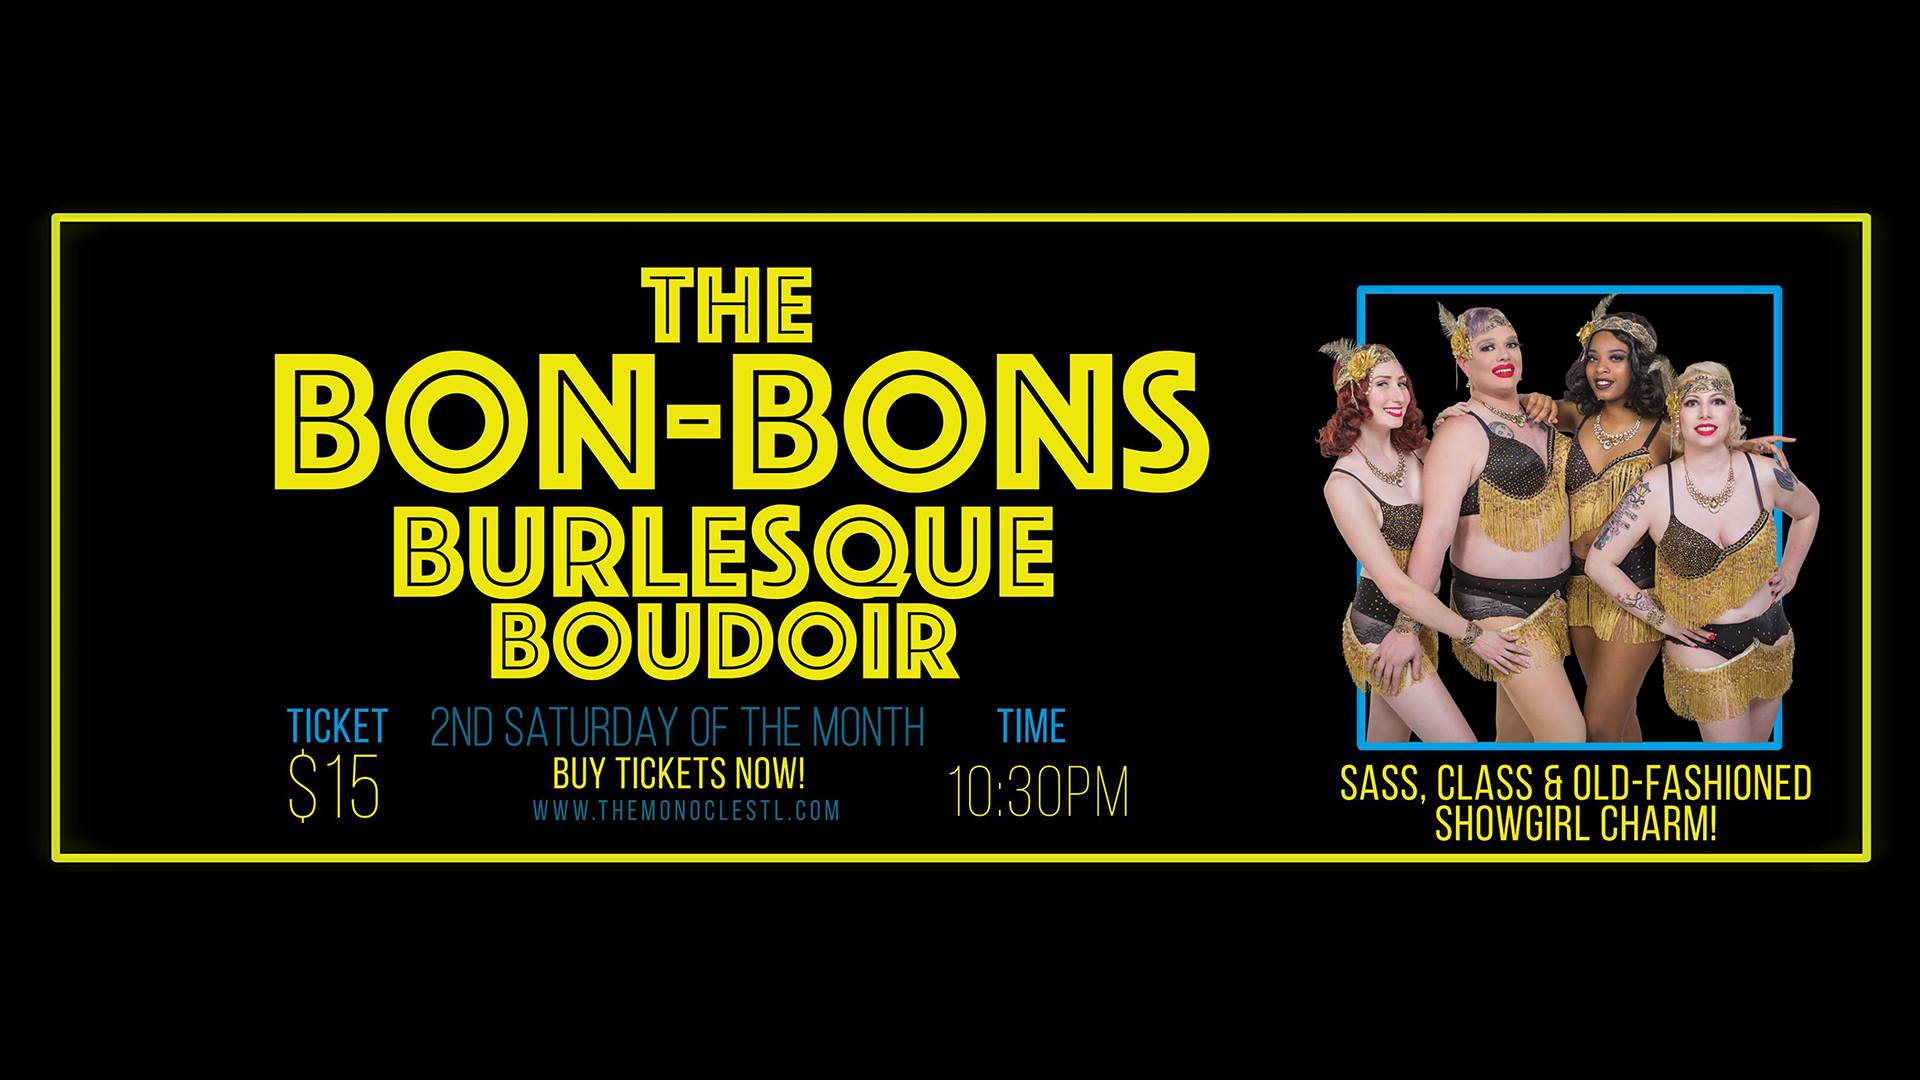 THE
BON-BONS
BURLESQUE
BOUDOIR
TICKET
$15
2ND SATURDAY OF THE MONTH
BUY TICKETS NOW!
WWW.THEMONOCLESTL.COM
TIME
10:30PM
SASS, CLASS & OLD-FASHIONED
SHOWGIRL CHARM!